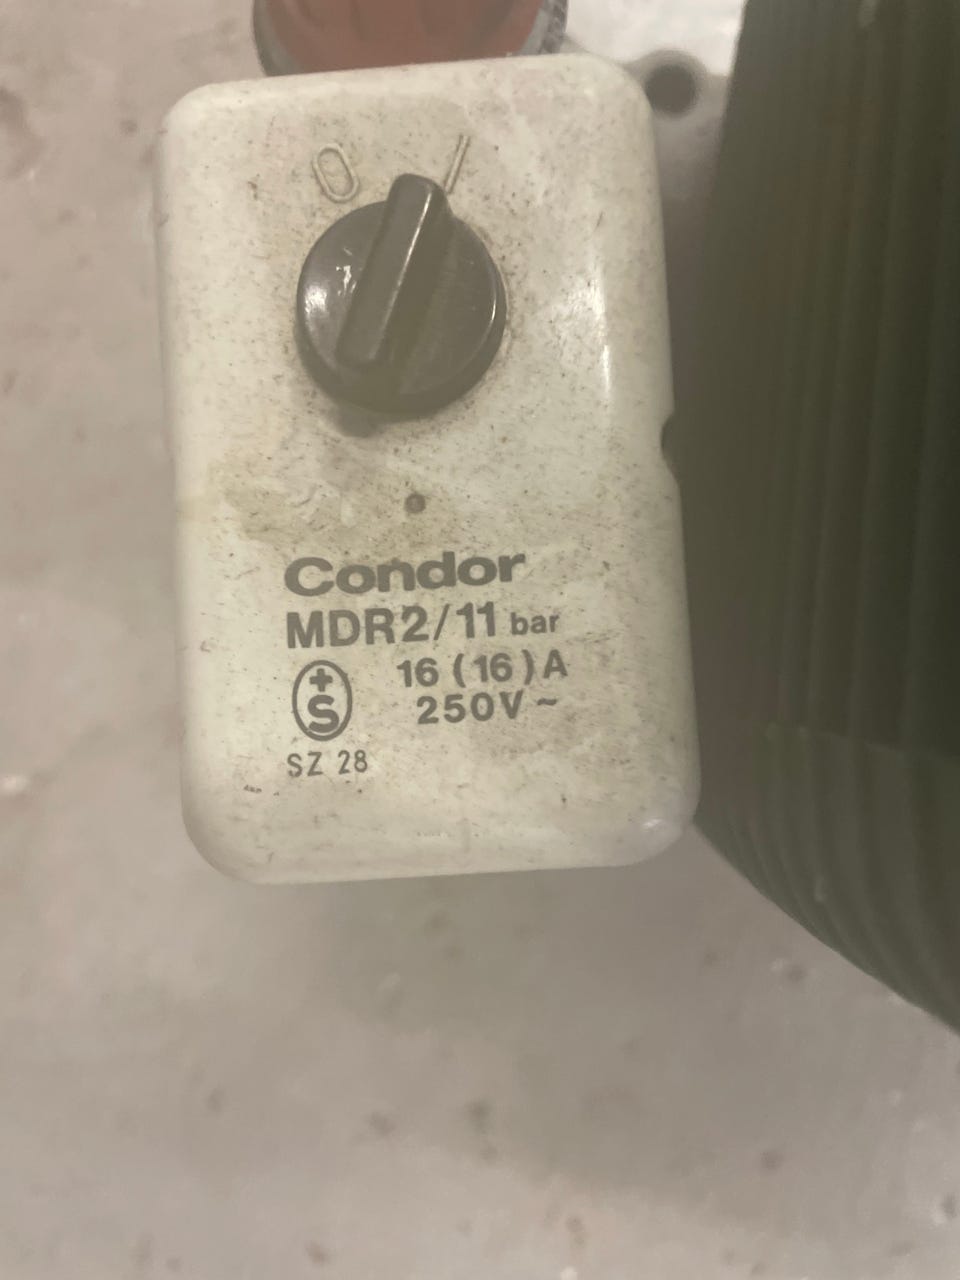 0 I
Condor
MDR2/11 bar
16 (16) A
+S 250V ~
SZ 28